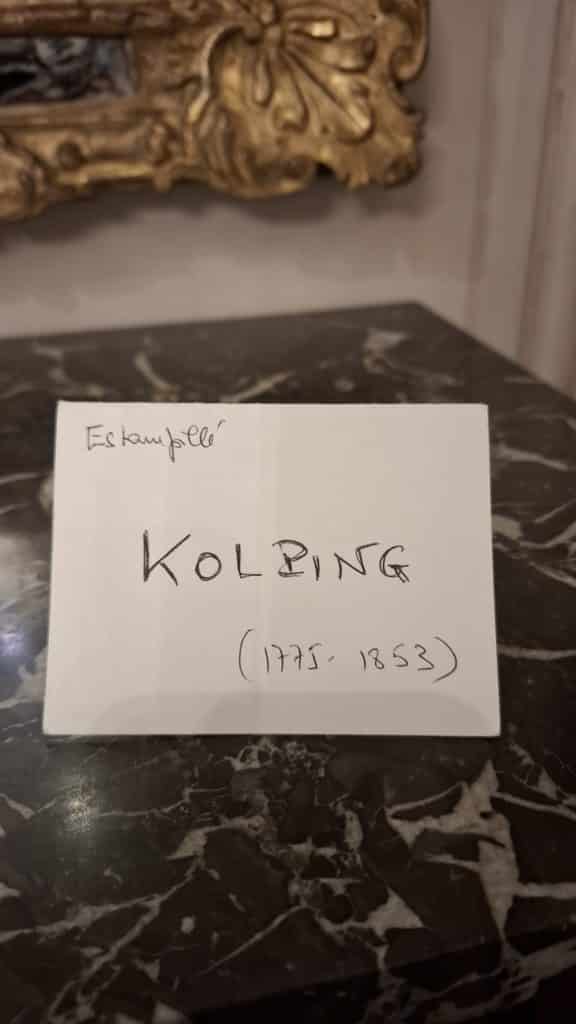 Estampillé
KOLPING
(1775-1853)